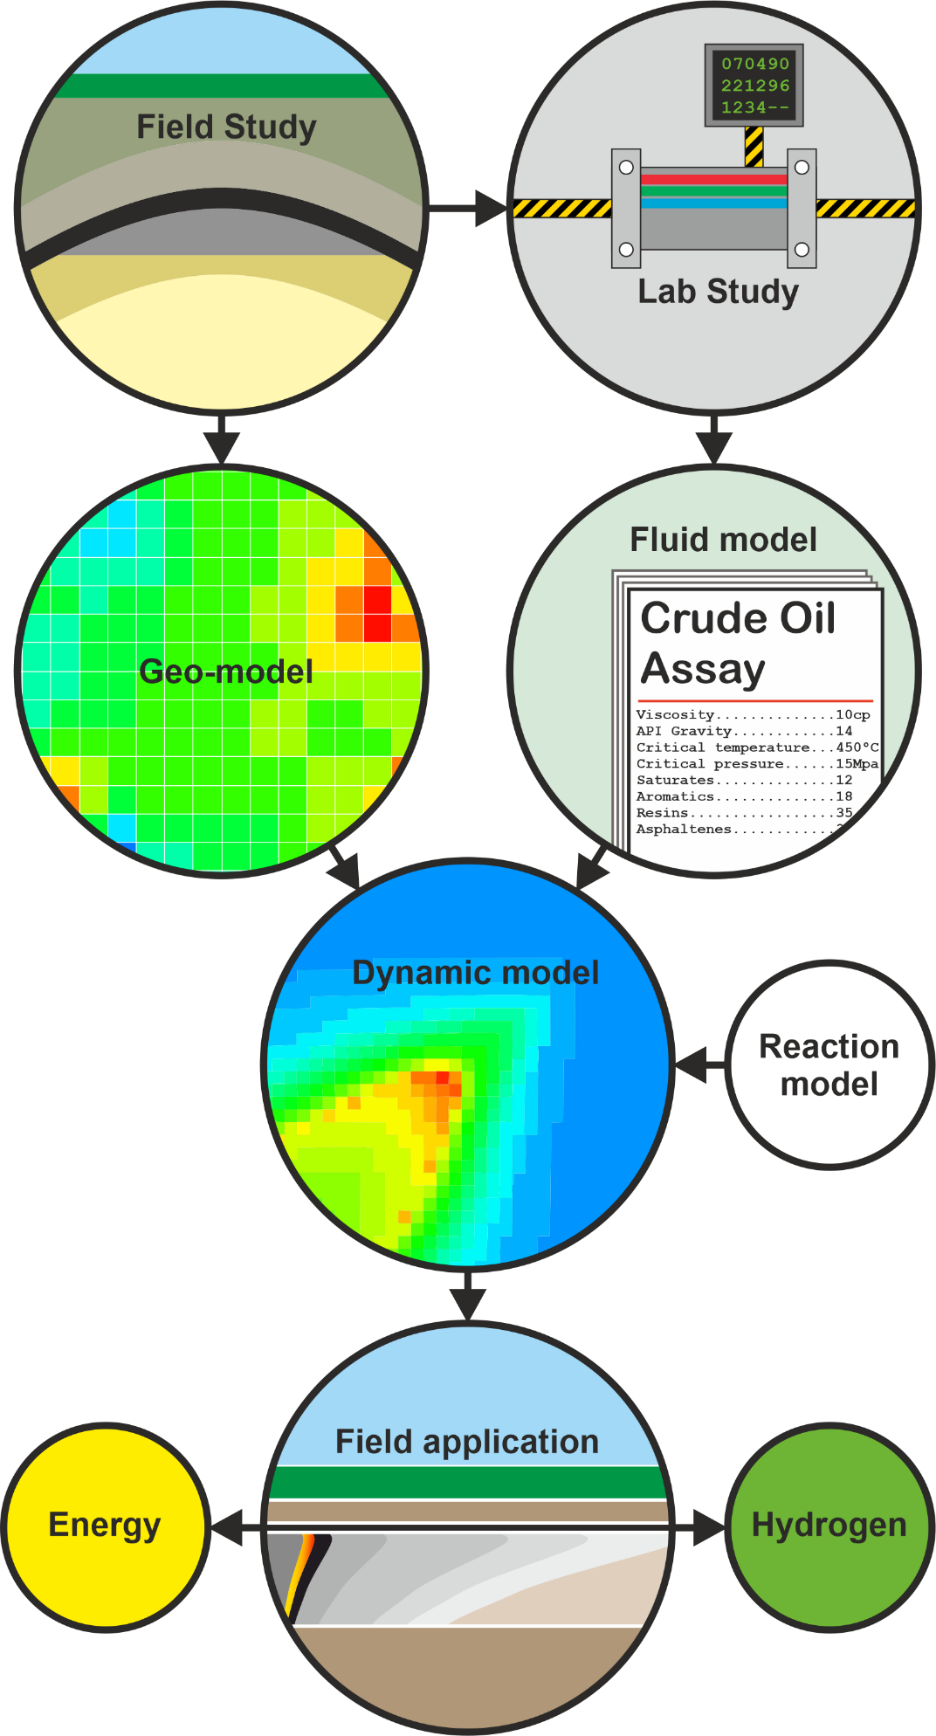 Field Study
070490
221296
1234--
Lab Study
Geo-model
Fluid model
Crude Oil
Assay
Viscosity..............10cp
API Gravity............14
Critical temperature...450°C
Critical pressure......15Mpa
Saturates..............12
Aromatics..............18
Resins.................35
Asphaltenes............
Dynamic model
Reaction
model
Field application
Energy
Hydrogen